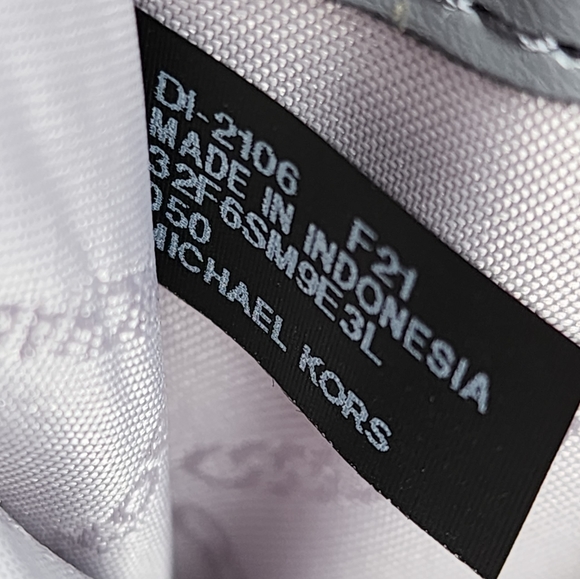 DI-2106 F21
MADE IN INDONESIA
32F6SM9E3L
050
MICHAEL KORS